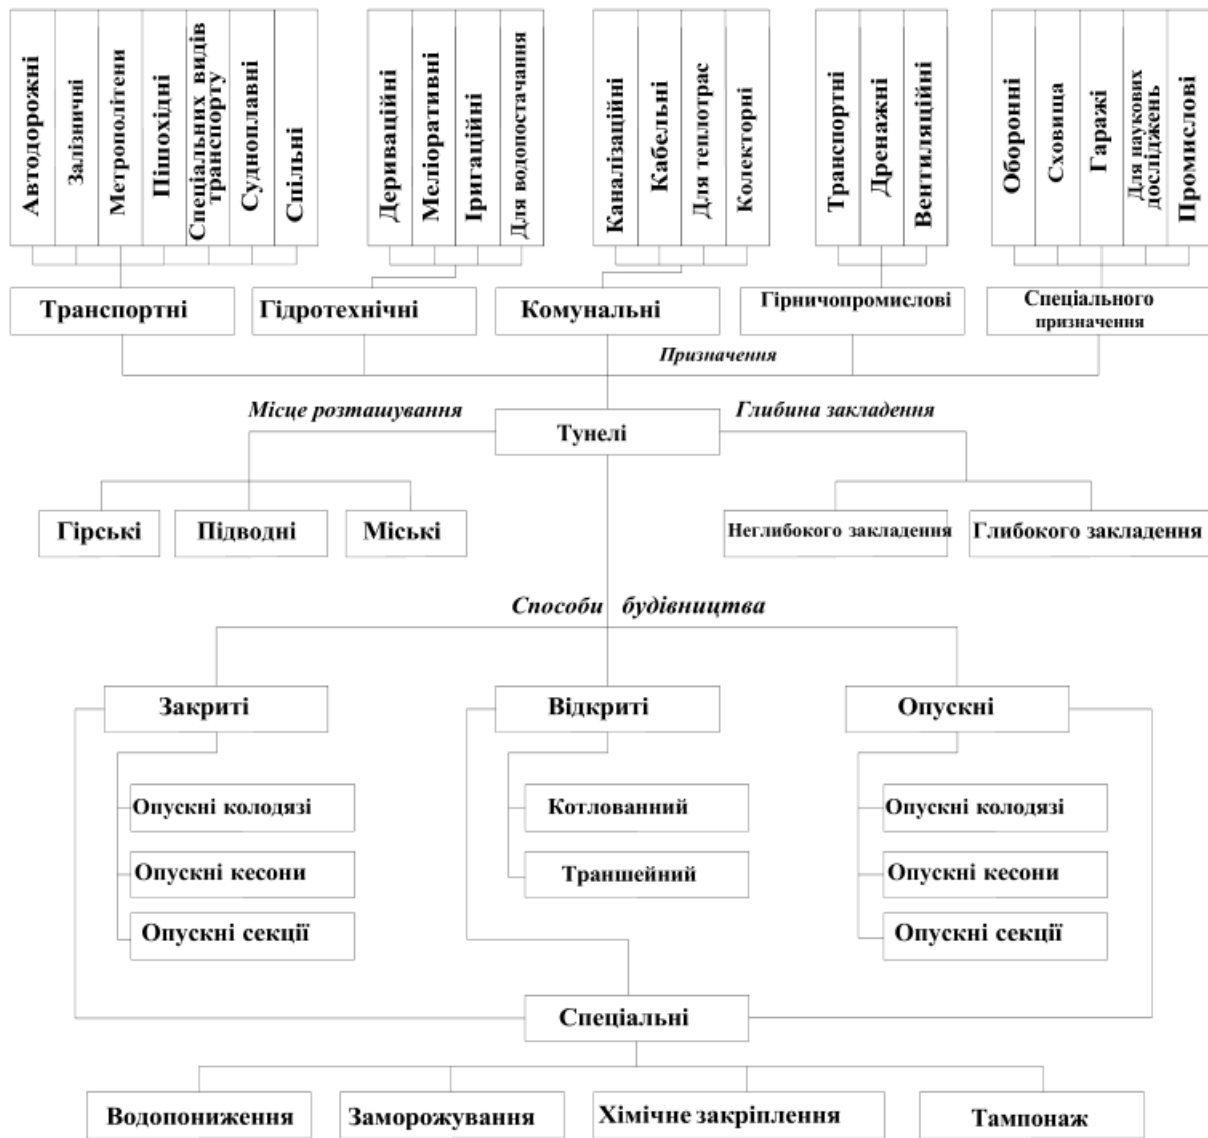 Автодорожні
Залізничні
Метрополітени
Пішохідні
Спеціальних видів
транспорту
Судноплавні
Спільні
Дериваційні
Меліоративні
Іригаційні
Для водопостачання
Каналізаційні
Кабельні
Для теплотрас
Колекторні
Транспортні
Дренажні
Вентиляційні
Оборонні
Сховища
Гаражі
Для наукових
досліджень
Промислові
Транспортні
Гідротехнічні
Комунальні
Гірничопромислові
Спеціального
призначення
Призначення
Місце розташування
Глибина закладення
Тунелі
Гірські
Підводні
Міські
Неглибокого закладення
Глибокого закладення
Способи будівництва
Закриті
Відкриті
Опускні
Опускні колодязі
Котлованний
Опускні колодязі
Опускні кесони
Траншейний
Опускні кесони
Опускні секції
Опускні секції
Спеціальні
Водопониження
Заморожування
Хімічне закріплення
Тампонаж